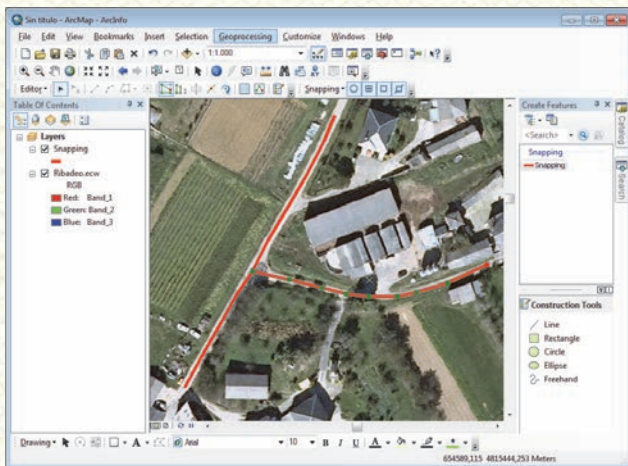 Sin título - ArcMap - ArcInfo
File Edit View Bookmarks Insert Selection Geoprocessing Customize Windows Help
1:1.000
Editor Snapping
Table Of Contents
Layers
Snapping
Ribadeo.ecw
RGB
Red: Band_1
Green: Band_2
Blue: Band_3
Create Features
<Search>
Snapping
Snapping
Construction Tools
Line
Rectangle
Circle
Ellipse
Freehand
Catalog
Search
Drawing A Arial 10 B I U A
654589,115 4815444,253 Meters